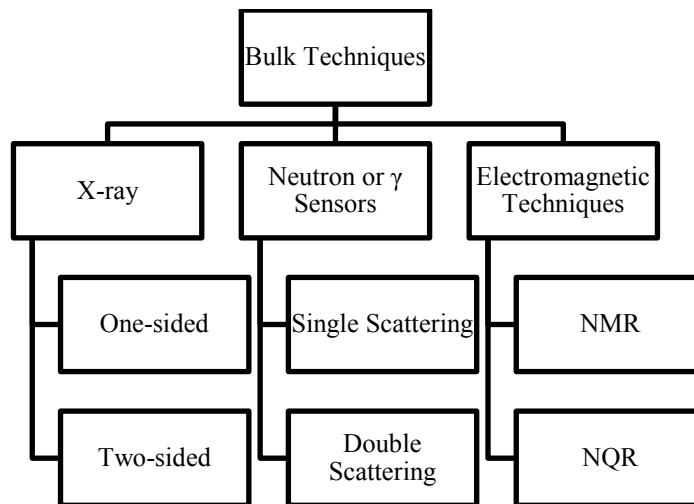 Bulk Techniques
X-ray
Neutron or γ
Sensors
Electromagnetic
Techniques
One-sided
Single Scattering
NMR
Two-sided
Double
Scattering
NQR